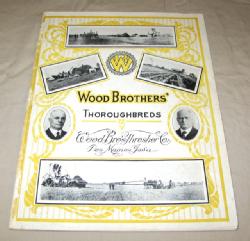 W
WOOD BROTHERS'
THOROUGHBREDS
Wood Bros Thresher Co.
Des Moines Iowa